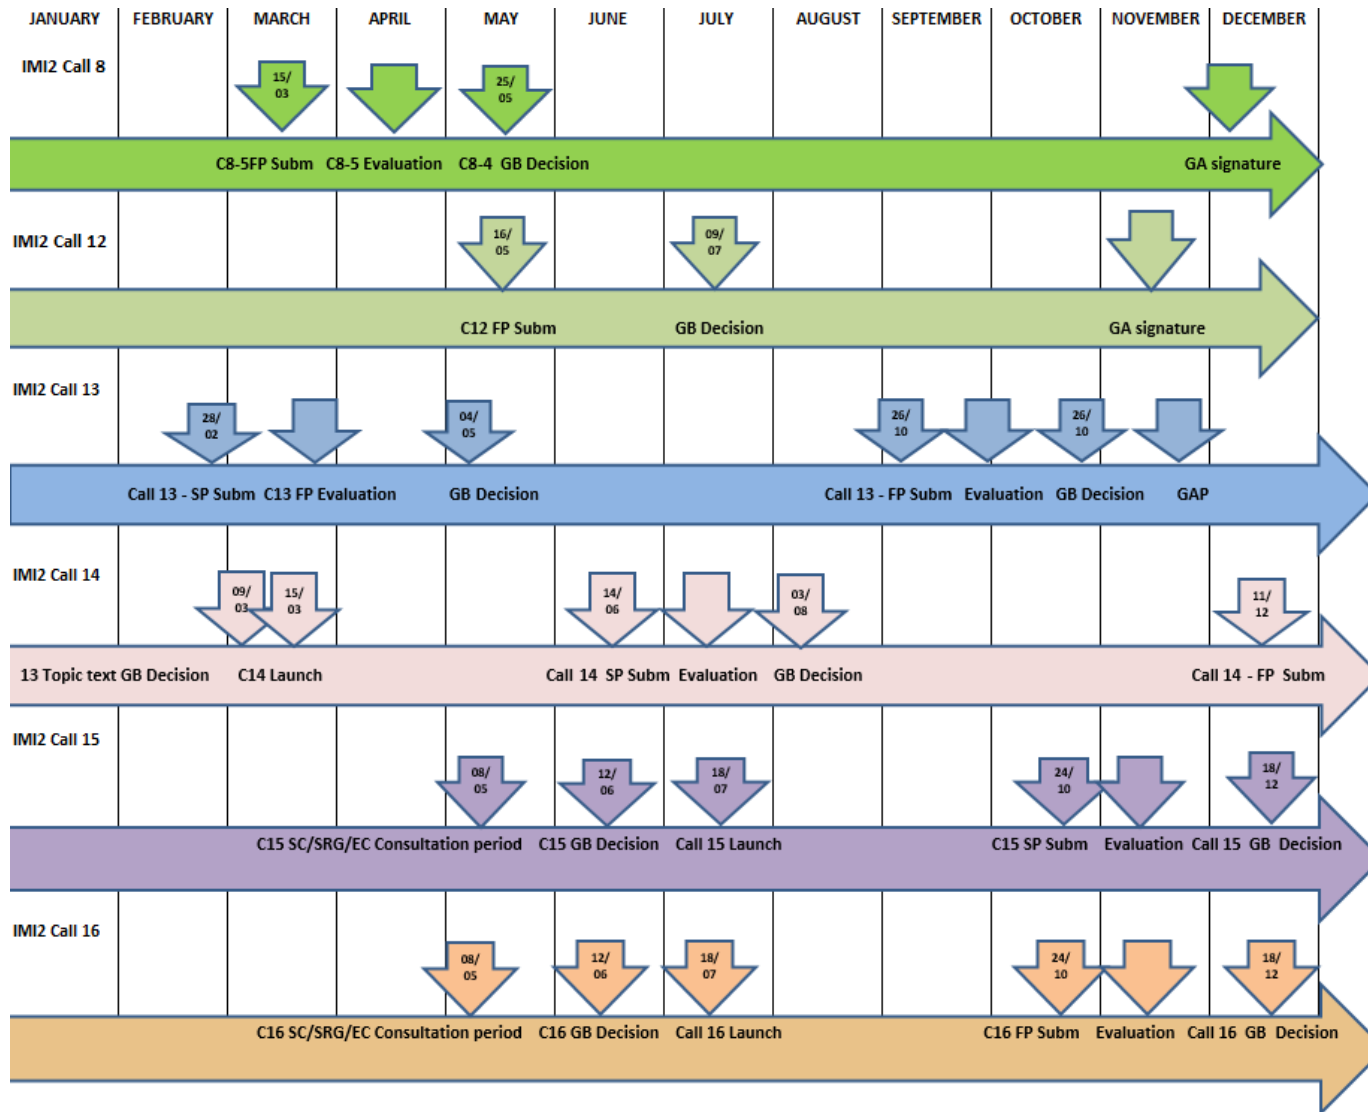 JANUARY FEBRUARY MARCH APRIL MAY JUNE JULY AUGUST SEPTEMBER OCTOBER NOVEMBER DECEMBER
IMI2 Call 8
15/ 25/
03 05
C8-5FP Subm C8-5 Evaluation C8-4 GB Decision GA signature
IMI2 Call 12
16/ 09/
05 07
C12 FP Subm GB Decision GA signature
IMI2 Call 13
28/ 04/ 26/ 26/
02 05 10 10
Call 13 - SP Subm C13 FP Evaluation GB Decision Call 13 - FP Subm Evaluation GB Decision GAP
IMI2 Call 14
09/ 15/ 14/ 03/ 11/
03 03 06 08 12
13 Topic text GB Decision C14 Launch Call 14 SP Subm Evaluation GB Decision Call 14 - FP Subm
IMI2 Call 15
08/ 12/ 18/ 24/ 18/
05 06 07 10 12
C15 SC/SRG/EC Consultation period C15 GB Decision Call 15 Launch C15 SP Subm Evaluation Call 15 GB Decision
IMI2 Call 16
08/ 12/ 18/ 24/ 18/
05 06 07 10 12
C16 SC/SRG/EC Consultation period C16 GB Decision Call 16 Launch C16 FP Subm Evaluation Call 16 GB Decision